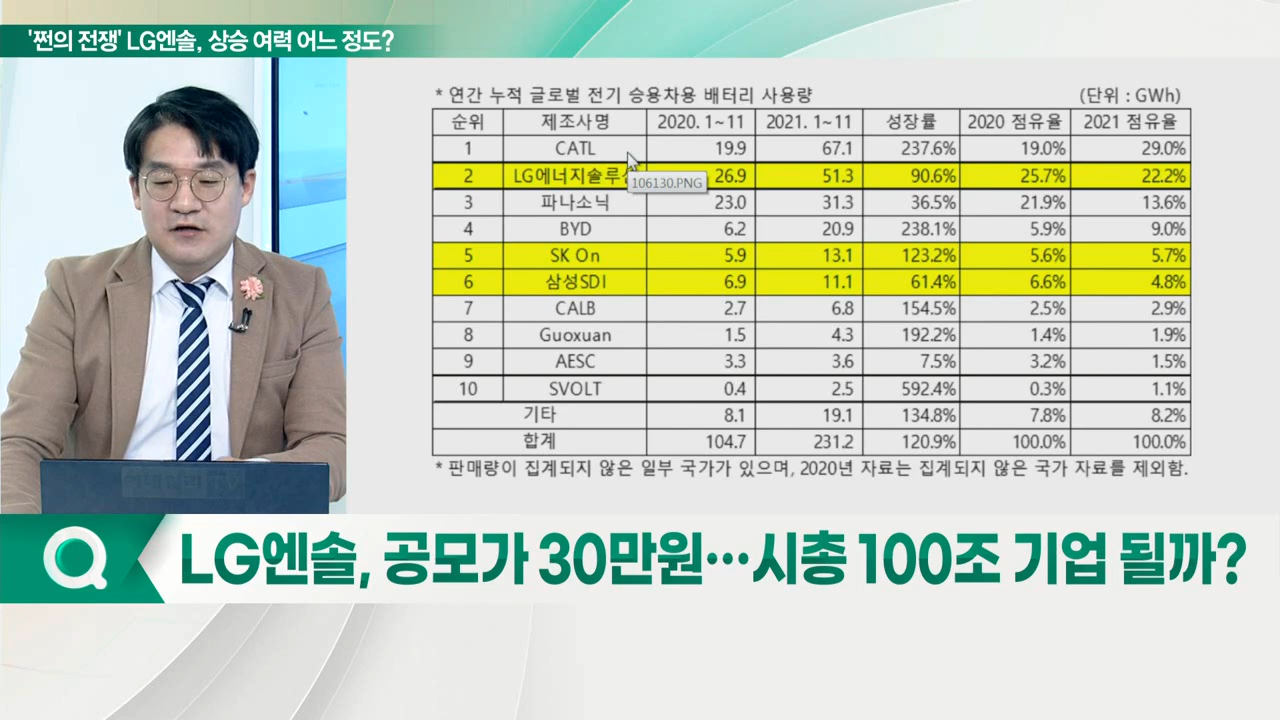 '쩐의 전쟁' LG엔솔, 상승 여력 어느 정도?
* 연간 누적 글로벌 전기 승용차용 배터리 사용량 (단위 : GWh)
순위 제조사명 2020. 1~11 2021. 1~11 성장률 2020 점유율 2021 점유율
1 CATL 19.9 67.1 237.6% 19.0% 29.0%
2 LG에너지솔루 26.9 51.3 90.6% 25.7% 22.2%
106130.PNG
3 파나소닉 23.0 31.3 36.5% 21.9% 13.6%
4 BYD 6.2 20.9 238.1% 5.9% 9.0%
5 SK On 5.9 13.1 123.2% 5.6% 5.7%
6 삼성SDI 6.9 11.1 61.4% 6.6% 4.8%
7 CALB 2.7 6.8 154.5% 2.5% 2.9%
8 Guoxuan 1.5 4.3 192.2% 1.4% 1.9%
9 AESC 3.3 3.6 7.5% 3.2% 1.5%
10 SVOLT 0.4 2.5 592.4% 0.3% 1.1%
기타 8.1 19.1 134.8% 7.8% 8.2%
합계 104.7 231.2 120.9% 100.0% 100.0%
* 판매량이 집계되지 않은 일부 국가가 있으며, 2020년 자료는 집계되지 않은 국가 자료를 제외함.
LG엔솔, 공모가 30만원…시총 100조 기업 될까?